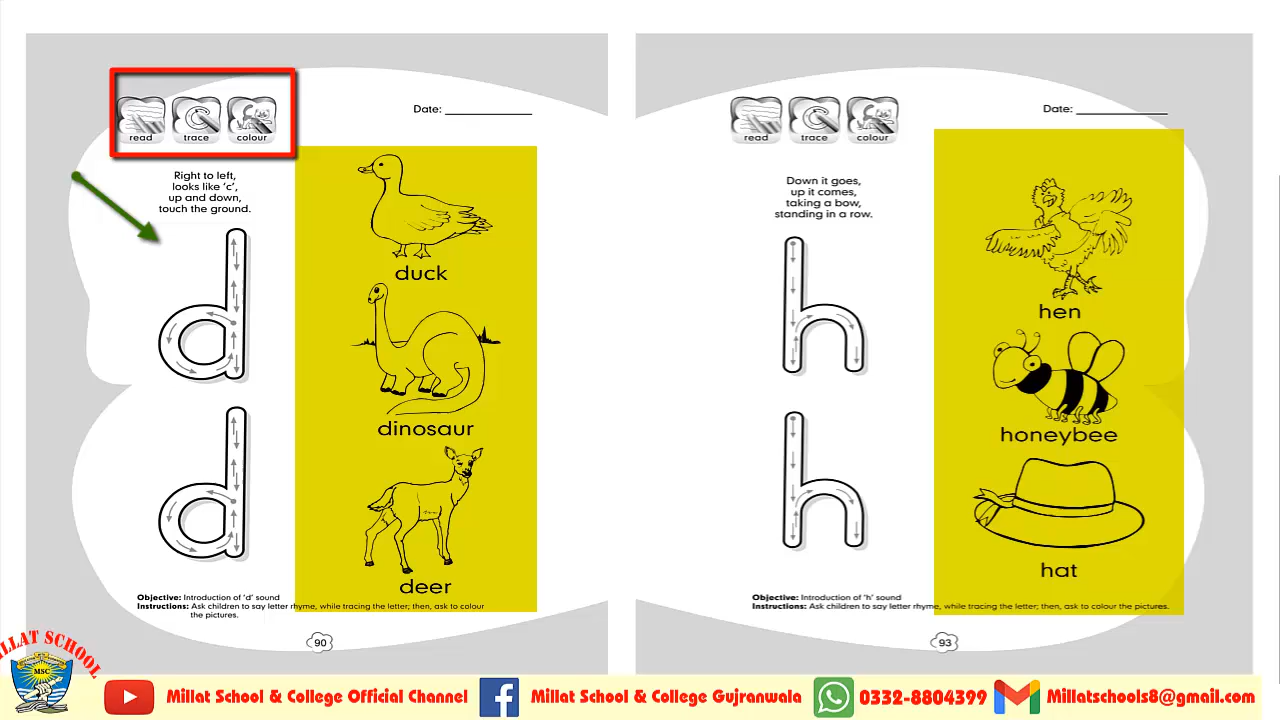 read trace colour
Date: ___________
Right to left,
looks like ‘c’,
up and down,
touch the ground.
d
d
duck
dinosaur
deer
Objective: Introduction of ‘d’ sound
Instructions: Ask children to say letter rhyme, while tracing the letter; then, ask to colour
the pictures.
90
read trace colour
Date: ___________
Down it goes,
up it comes,
taking a bow,
standing in a row.
h
h
hen
honeybee
hat
Objective: Introduction of ‘h’ sound
Instructions: Ask children to say letter rhyme, while tracing the letter; then, ask to colour the pictures.
93
MSC
Millat School & College Official Channel
Millat School & College Gujranwala
0332-8804399
Millatschools8@gmail.com